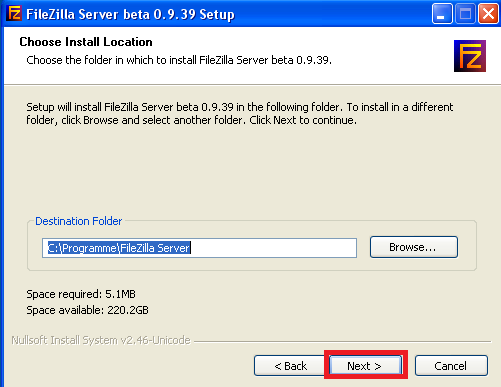 FileZilla Server beta 0.9.39 Setup
Choose Install Location
Choose the folder in which to install FileZilla Server beta 0.9.39.
FZ
Setup will install FileZilla Server beta 0.9.39 in the following folder. To install in a different
folder, click Browse and select another folder. Click Next to continue.
Destination Folder
C:\Programme\FileZilla Server
Browse...
Space required: 5.1MB
Space available: 220.2GB
Nullsoft Install System v2.46-Unicode
< Back
Next >
Cancel